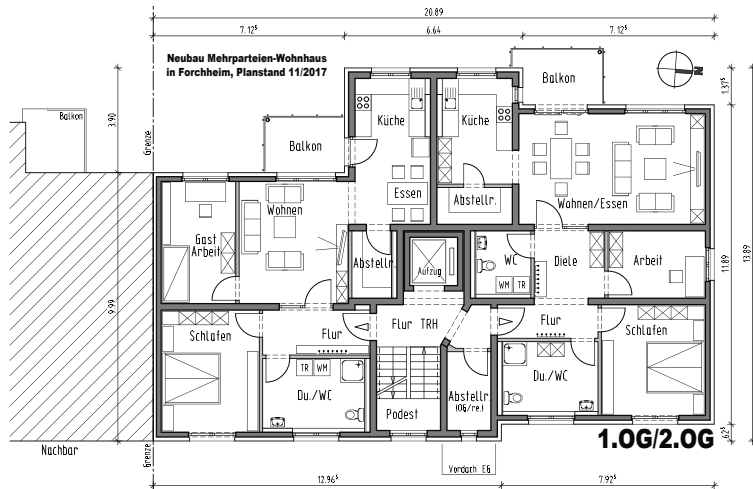 20.89
7.12⁵
6.64
7.12⁵
Neubau Mehrparteien-Wohnhaus
in Forchheim, Planstand 11/2017
Balkon
N
1.37⁵
3.90
Balkon
Grenze
Balkon
Küche
Küche
Essen
Wohnen/Essen
Wohnen
Abstellr.
Gast
Arbeit
Abstellr.
Aufzug
WC
WM
TR
Diele
Arbeit
11.89
13.89
9.99
Schlafen
Flur
Flur TRH
Flur
Schlafen
TR
WM
Du./WC
Podest
Abstellr.
(OG/re.)
Du./WC
1.OG/2.OG
.62⁵
Nachbar
Grenze
Vordach EG
12.96⁵
7.92⁵